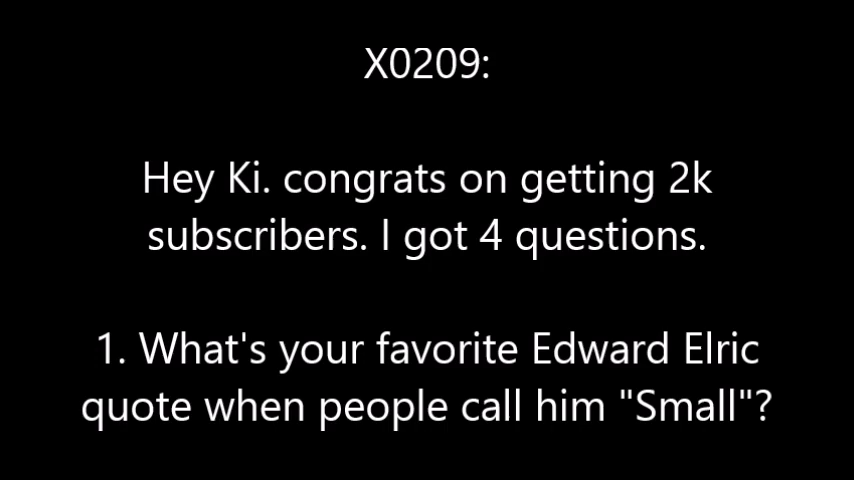 X0209:
Hey Ki. congrats on getting 2k
subscribers. I got 4 questions.
1. What's your favorite Edward Elric
quote when people call him "Small"?